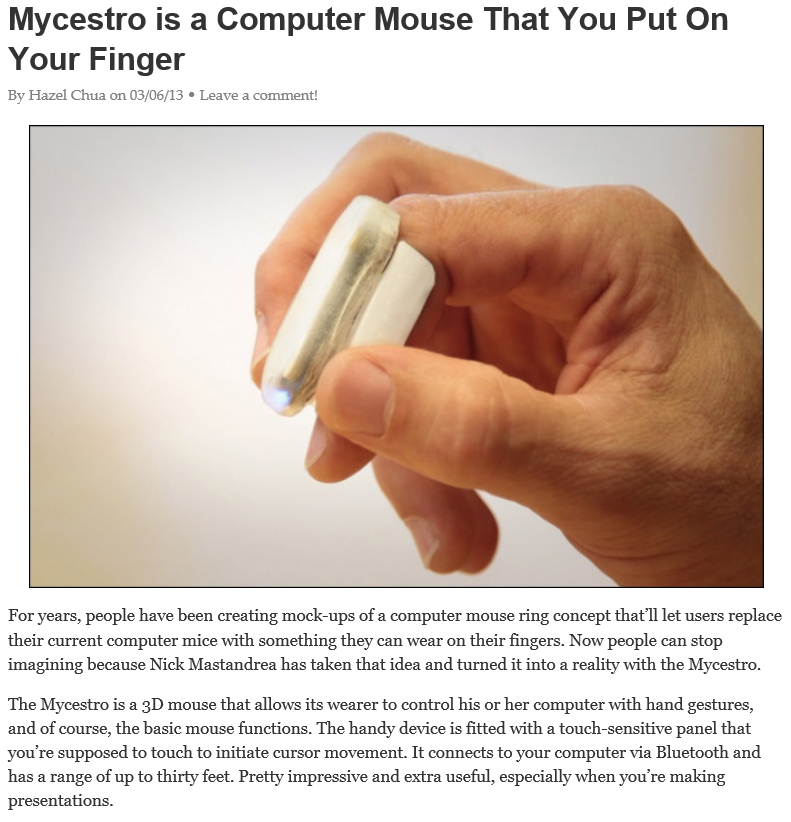 Mycestro is a Computer Mouse That You Put On
Your Finger
By Hazel Chua on 03/06/13 • Leave a comment!
For years, people have been creating mock-ups of a computer mouse ring concept that’ll let users replace
their current computer mice with something they can wear on their fingers. Now people can stop
imagining because Nick Mastandrea has taken that idea and turned it into a reality with the Mycestro.
The Mycestro is a 3D mouse that allows its wearer to control his or her computer with hand gestures,
and of course, the basic mouse functions. The handy device is fitted with a touch-sensitive panel that
you’re supposed to touch to initiate cursor movement. It connects to your computer via Bluetooth and
has a range of up to thirty feet. Pretty impressive and extra useful, especially when you’re making
presentations.